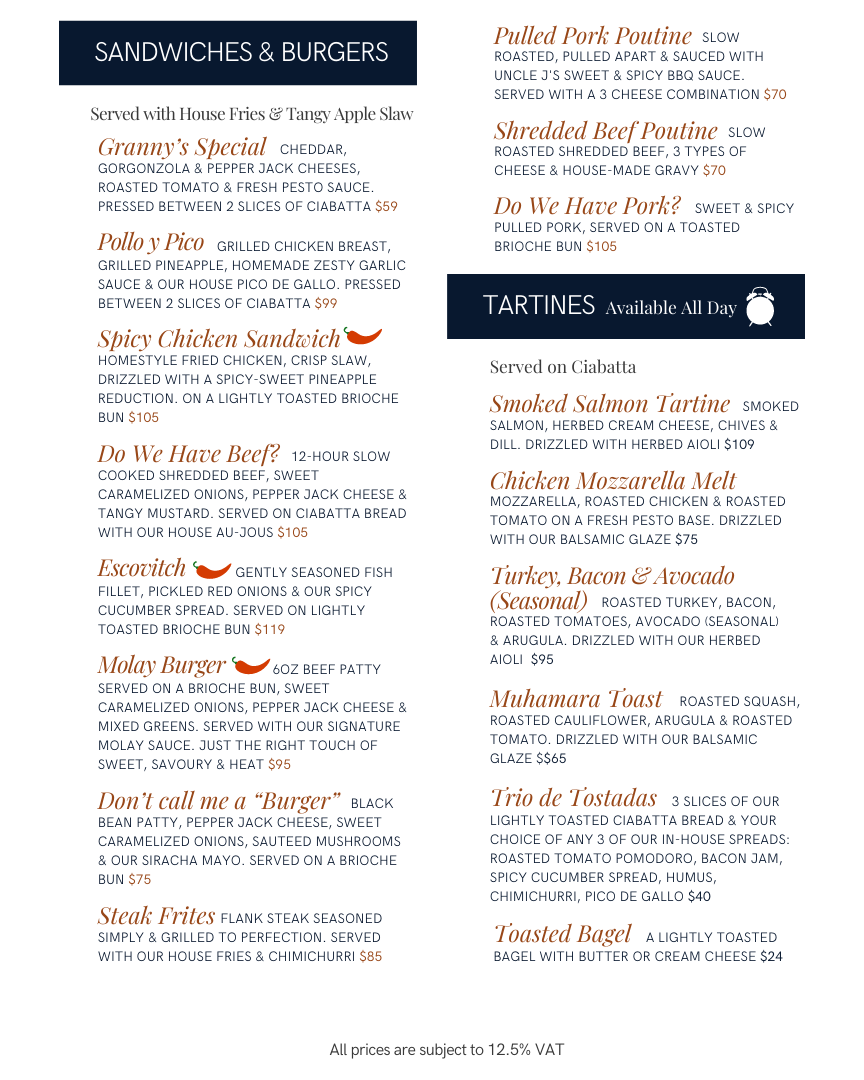 SANDWICHES & BURGERS
Served with House Fries & Tangy Apple Slaw
Granny's Special CHEDDAR,
GORGONZOLA & PEPPER JACK CHEESES,
ROASTED TOMATO & FRESH PESTO SAUCE.
PRESSED BETWEEN 2 SLICES OF CIABATTA $59
Pollo y Pico GRILLED CHICKEN BREAST,
GRILLED PINEAPPLE, HOMEMADE ZESTY GARLIC
SAUCE & OUR HOUSE PICO DE GALLO. PRESSED
BETWEEN 2 SLICES OF CIABATTA $99
Spicy Chicken Sandwich
HOMESTYLE FRIED CHICKEN, CRISP SLAW,
DRIZZLED WITH A SPICY-SWEET PINEAPPLE
REDUCTION. ON A LIGHTLY TOASTED BRIOCHE
BUN $105
Do We Have Beef? 12-HOUR SLOW
COOKED SHREDDED BEEF, SWEET
CARAMELIZED ONIONS, PEPPER JACK CHEESE &
TANGY MUSTARD. SERVED ON CIABATTA BREAD
WITH OUR HOUSE AU-JOUS $105
Escovitch GENTLY SEASONED FISH
FILLET, PICKLED RED ONIONS & OUR SPICY
CUCUMBER SPREAD. SERVED ON LIGHTLY
TOASTED BRIOCHE BUN $119
Molay Burger 6OZ BEEF PATTY
SERVED ON A BRIOCHE BUN, SWEET
CARAMELIZED ONIONS, PEPPER JACK CHEESE &
MIXED GREENS. SERVED WITH OUR SIGNATURE
MOLAY SAUCE. JUST THE RIGHT TOUCH OF
SWEET, SAVOURY & HEAT $95
Don't call me a “Burger” BLACK
BEAN PATTY, PEPPER JACK CHEESE, SWEET
CARAMELIZED ONIONS, SAUTEED MUSHROOMS
& OUR SIRACHA MAYO. SERVED ON A BRIOCHE
BUN $75
Steak Frites FLANK STEAK SEASONED
SIMPLY & GRILLED TO PERFECTION. SERVED
WITH OUR HOUSE FRIES & CHIMICHURRI $85
Pulled Pork Poutine SLOW
ROASTED, PULLED APART & SAUCED WITH
UNCLE J'S SWEET & SPICY BBQ SAUCE.
SERVED WITH A 3 CHEESE COMBINATION $70
Shredded Beef Poutine SLOW
ROASTED SHREDDED BEEF, 3 TYPES OF
CHEESE & HOUSE-MADE GRAVY $70
Do We Have Pork? SWEET & SPICY
PULLED PORK, SERVED ON A TOASTED
BRIOCHE BUN $105
TARTINES Available All Day
Served on Ciabatta
Smoked Salmon Tartine SMOKED
SALMON, HERBED CREAM CHEESE, CHIVES &
DILL. DRIZZLED WITH HERBED AIOLI $109
Chicken Mozzarella Melt
MOZZARELLA, ROASTED CHICKEN & ROASTED
TOMATO ON A FRESH PESTO BASE. DRIZZLED
WITH OUR BALSAMIC GLAZE $75
Turkey, Bacon & Avocado
(Seasonal) ROASTED TURKEY, BACON,
ROASTED TOMATOES, AVOCADO (SEASONAL)
& ARUGULA. DRIZZLED WITH OUR HERBED
AIOLI $95
Muhamara Toast ROASTED SQUASH,
ROASTED CAULIFLOWER, ARUGULA & ROASTED
TOMATO. DRIZZLED WITH OUR BALSAMIC
GLAZE $$65
Trio de Tostadas 3 SLICES OF OUR
LIGHTLY TOASTED CIABATTA BREAD & YOUR
CHOICE OF ANY 3 OF OUR IN-HOUSE SPREADS:
ROASTED TOMATO POMODORO, BACON JAM,
SPICY CUCUMBER SPREAD, HUMUS,
CHIMICHURRI, PICO DE GALLO $40
Toasted Bagel A LIGHTLY TOASTED
BAGEL WITH BUTTER OR CREAM CHEESE $24
All prices are subject to 12.5% VAT